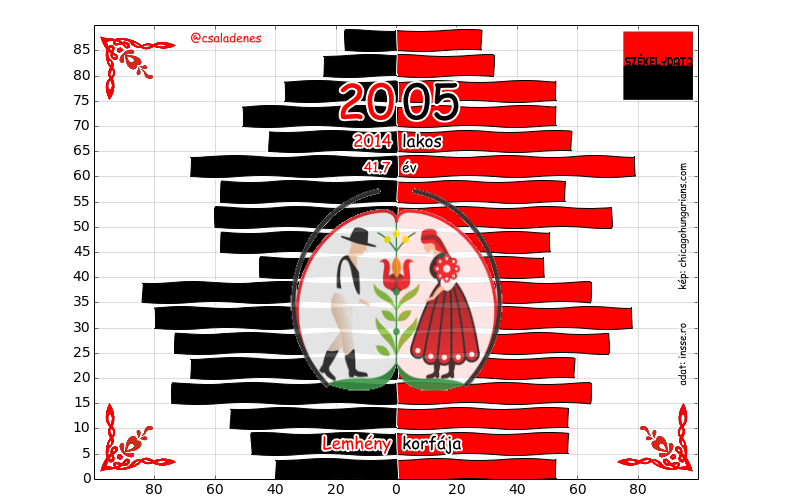 @csaladenes
SZÉKELYDATA
2005
2014 lakos
41.7 év
kép: chicagohungarians.com
adat: insse.ro
Lemhény korfája
85
80
75
70
65
60
55
50
45
40
35
30
25
20
15
10
5
0
80 60 40 20 0 20 40 60 80